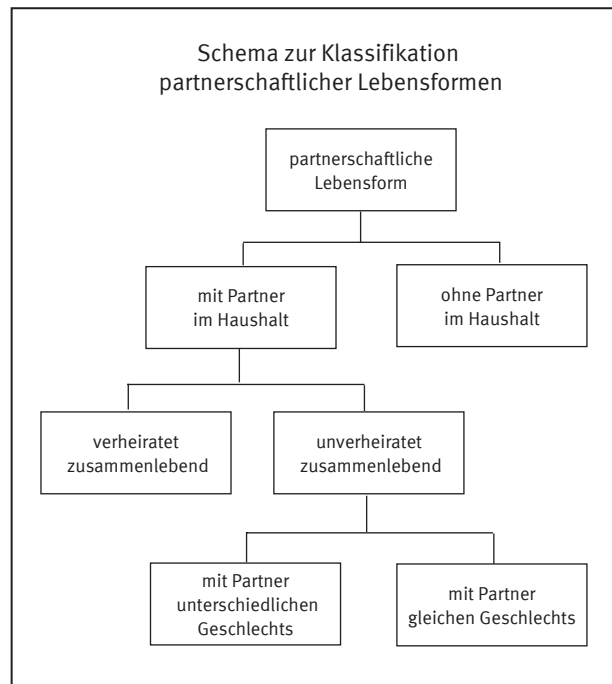 Schema zur Klassifikation
partnerschaftlicher Lebensformen
partnerschaftliche
Lebensform
mit Partner
im Haushalt
ohne Partner
im Haushalt
verheiratet
zusammenlebend
unverheiratet
zusammenlebend
mit Partner
unterschiedlichen
Geschlechts
mit Partner
gleichen Geschlechts